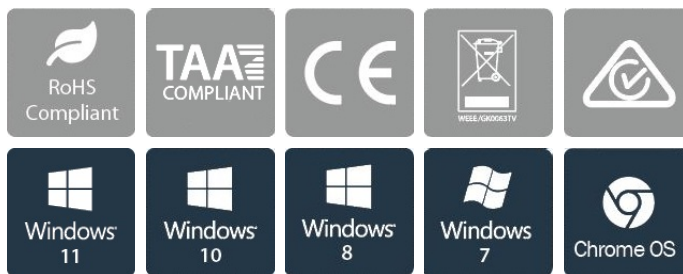 RoHS
Compliant
TAA
COMPLIANT
CE
WEEE/GK0063TV
Windows
11
Windows
10
Windows
8
Windows
7
Chrome OS